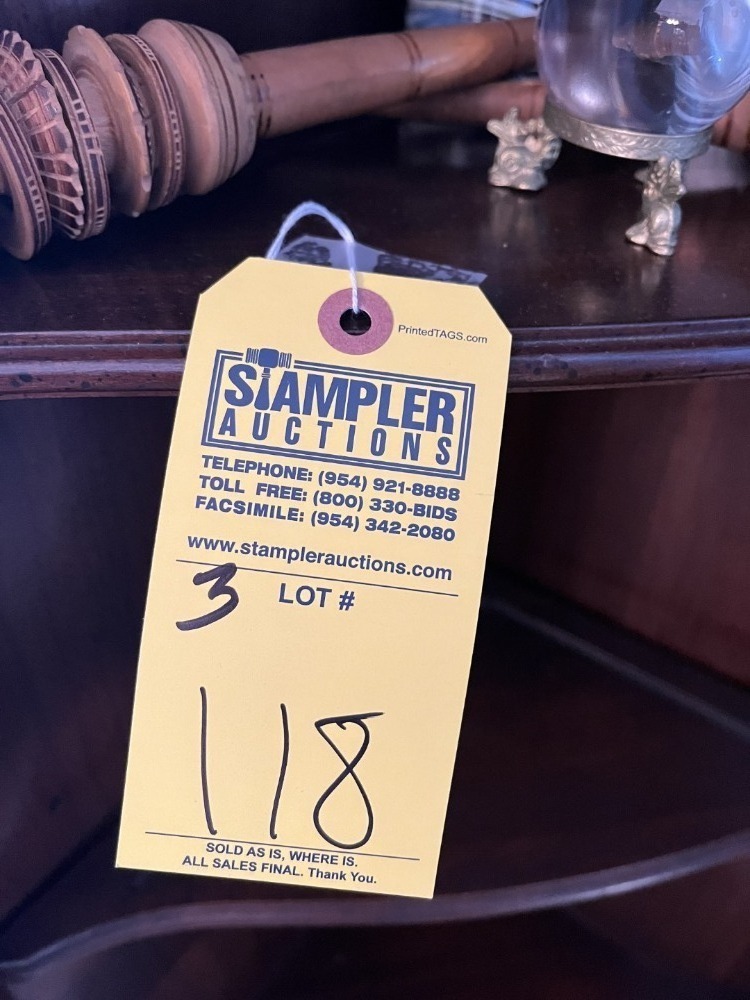 PrintedTAGS.com
STAMPLER
AUCTIONS
TELEPHONE: (954) 921-8888
TOLL FREE: (800) 330-BIDS
FACSIMILE: (954) 342-2080
www.stamplerauctions.com
3 LOT #
118
SOLD AS IS, WHERE IS.
ALL SALES FINAL. Thank You.